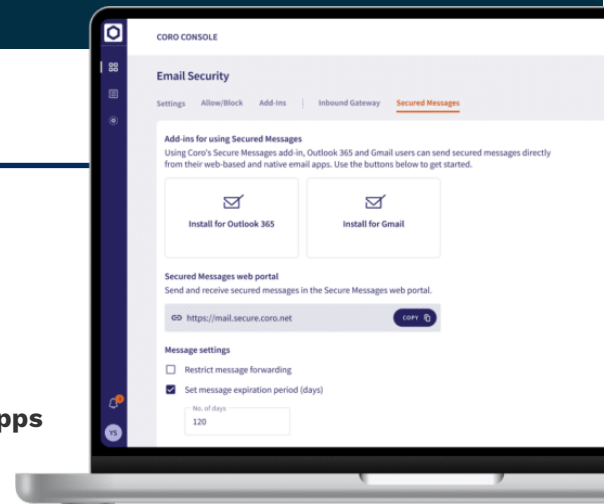 CORO CONSOLE
Email Security
Settings Allow/Block Add-Ins Inbound Gateway Secured Messages
Add-ins for using Secured Messages
Using Coro's Secure Messages add-in, Outlook 365 and Gmail users can send secured messages directly
from their web-based and native email apps. Use the buttons below to get started.
Install for Outlook 365 Install for Gmail
Secured Messages web portal
Send and receive secured messages in the Secure Messages web portal.
https://mail.secure.coro.net COPY
Message settings
Restrict message forwarding
Set message expiration period (days)
No. of days
120
pps
YS